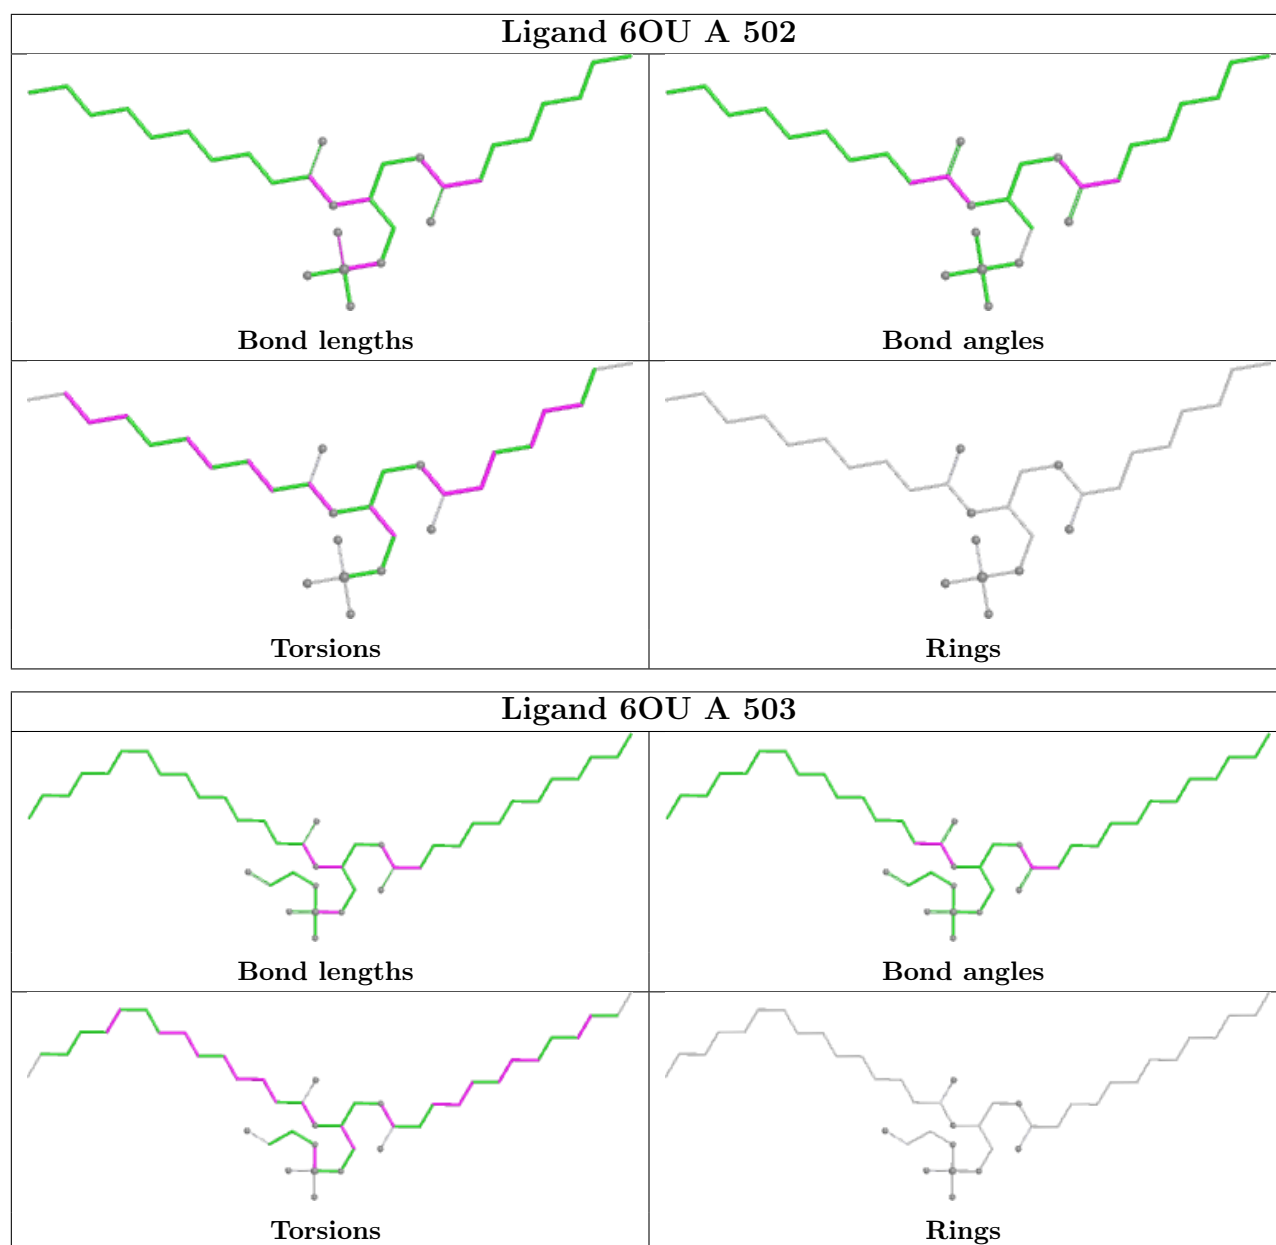 Ligand 6OU A 502
Bond lengths
Bond angles
Torsions
Rings
Ligand 6OU A 503
Bond lengths
Bond angles
Torsions
Rings